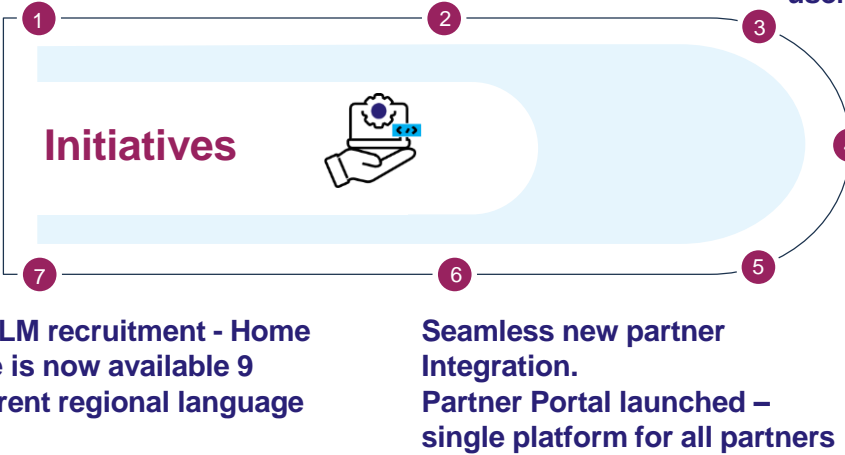 1
2
3
Initiatives
7
6
5
LM recruitment - Home
is now available 9
rent regional language
Seamless new partner
Integration.
Partner Portal launched –
single platform for all partners